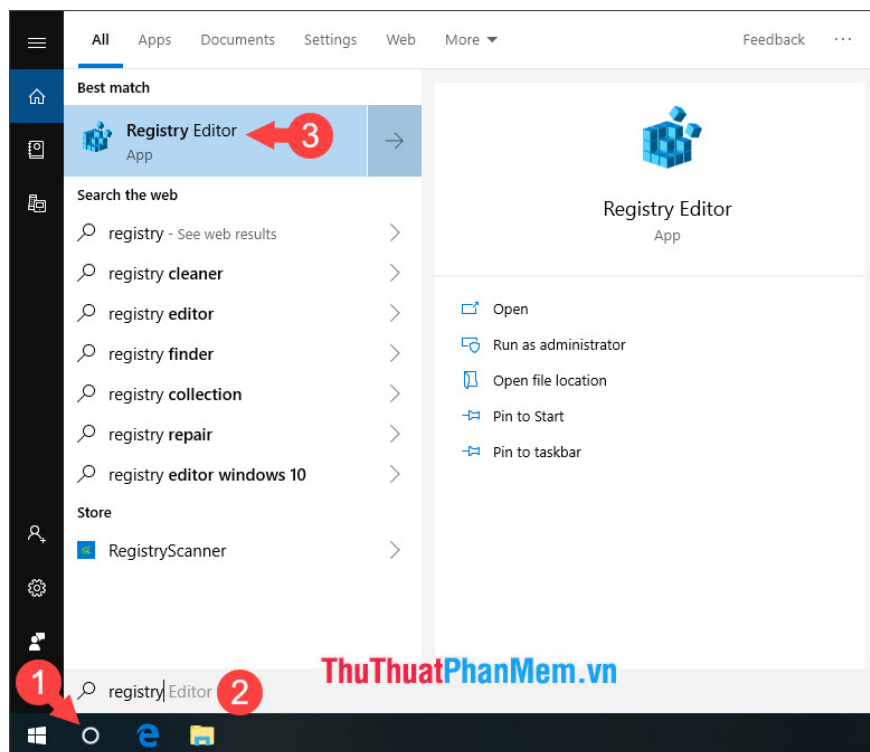 All Apps Documents Settings Web More Feedback ...
Best match
Registry Editor
App
3
Search the web
registry - See web results
registry cleaner
registry editor
registry finder
registry collection
registry repair
registry editor windows 10
Store
RegistryScanner
Registry Editor
App
Open
Run as administrator
Open file location
Pin to Start
Pin to taskbar
ThuThuatPhanMem.vn
1
registry Editor
2